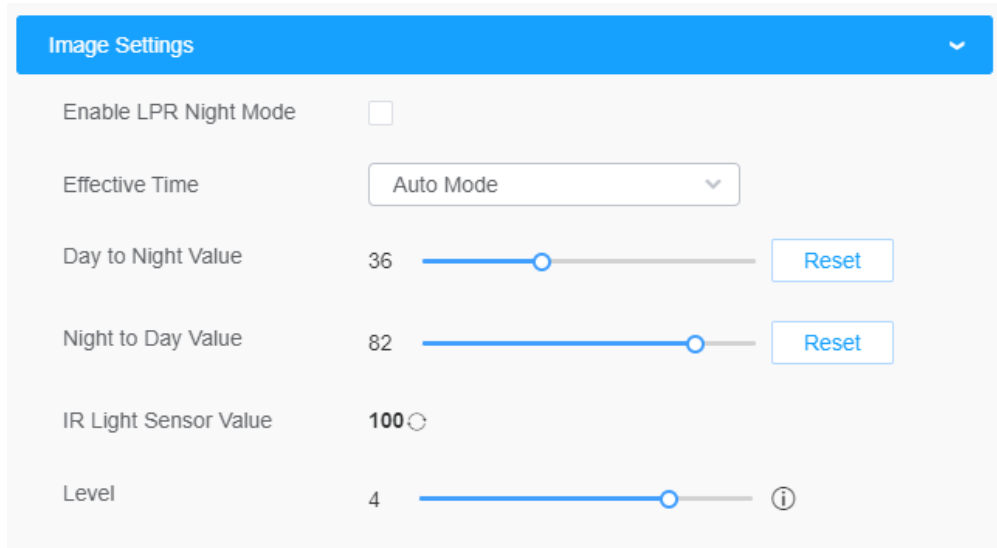 Image Settings
Enable LPR Night Mode
Effective Time Auto Mode
Day to Night Value 36 Reset
Night to Day Value 82 Reset
IR Light Sensor Value 100
Level 4